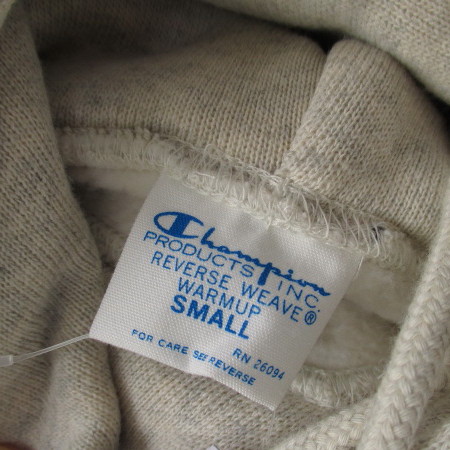 Champion
PRODUCTS INC.
REVERSE WEAVE®
WARMUP
SMALL
RN 26094
FOR CARE SEE REVERSE